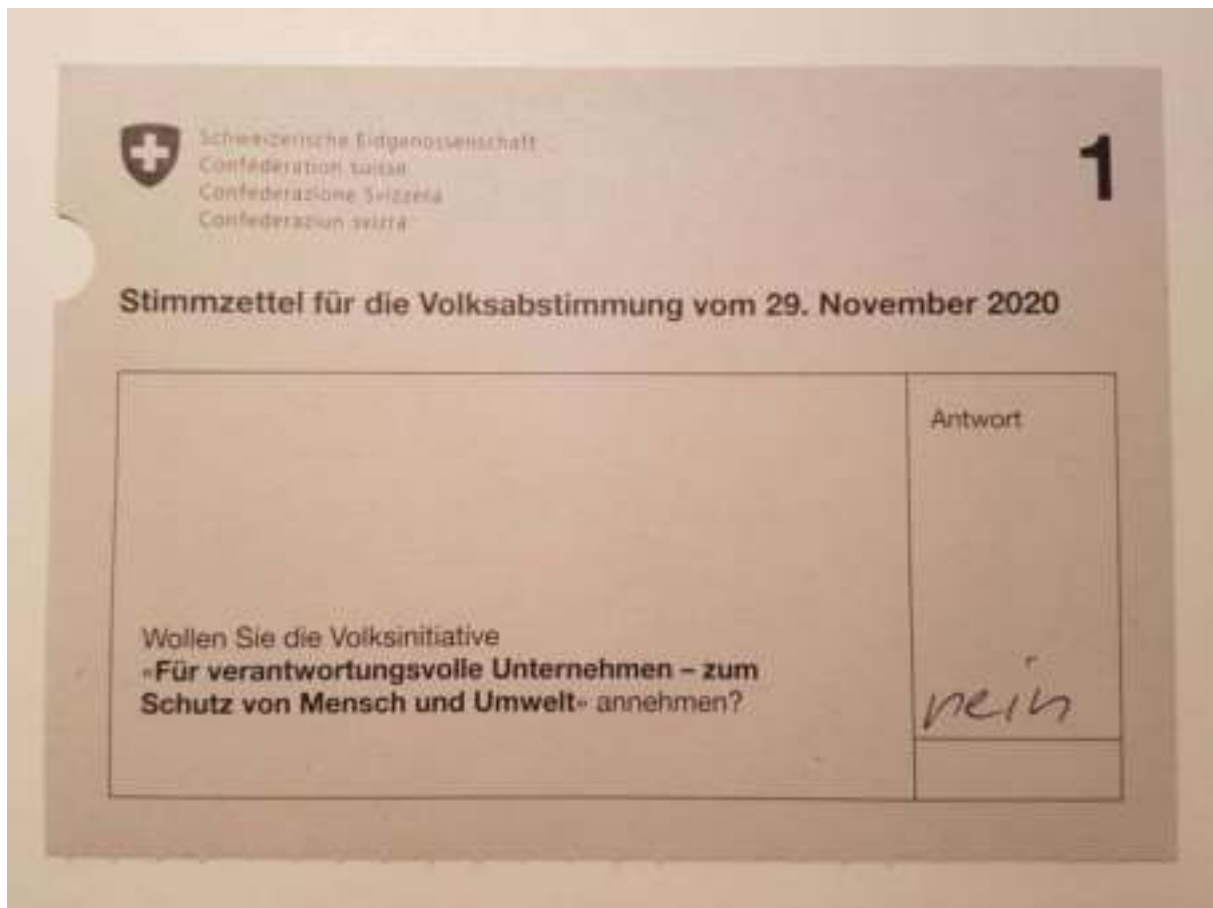 Schweizerische Eidgenossenschaft
Confédération suisse
Confederazione Svizzera
Confederaziun svizra
1
Stimmzettel für die Volksabstimmung vom 29. November 2020
Antwort
Wollen Sie die Volksinitiative
«Für verantwortungsvolle Unternehmen – zum
Schutz von Mensch und Umwelt» annehmen?
nein